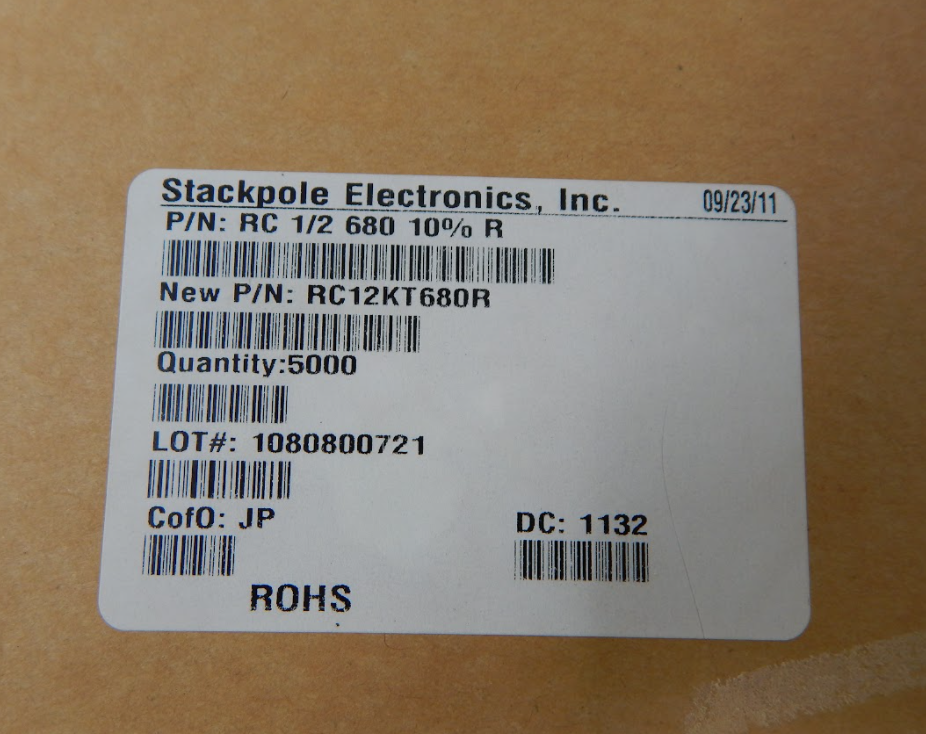 Stackpole Electronics, Inc. 09/23/11
P/N: RC 1/2 680 10% R
New P/N: RC12KT680R
Quantity:5000
LOT#: 1080800721
CofO: JP DC: 1132
ROHS